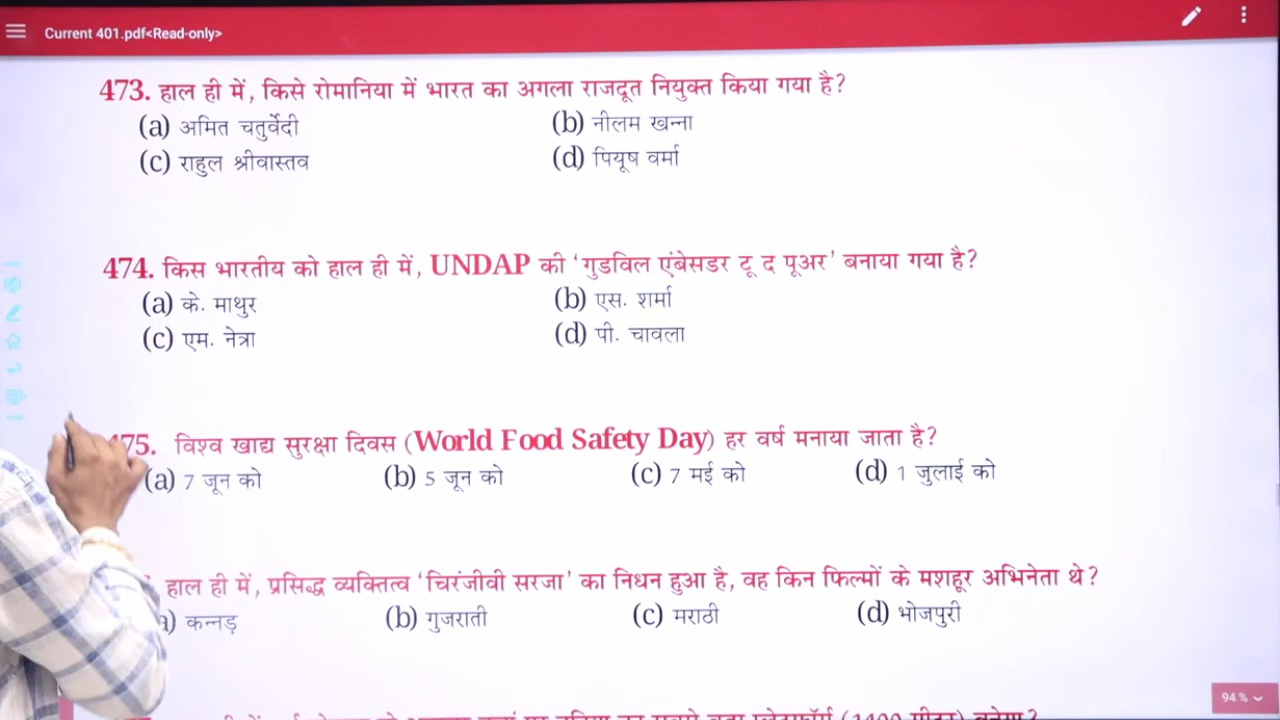 Current 401.pdf<Read-only>
473. हाल ही में, किसे रोमानिया में भारत का अगला राजदूत नियुक्त किया गया है?
(a) अमित चतुर्वेदी (b) नीलम खन्ना
(c) राहुल श्रीवास्तव (d) पियूष वर्मा
474. किस भारतीय को हाल ही में, UNDAP की ‘गुडविल एंबेसडर टू द पूअर’ बनाया गया है?
(a) के. माथुर (b) एस. शर्मा
(c) एम. नेत्रा (d) पी. चावला
475. विश्व खाद्य सुरक्षा दिवस (World Food Safety Day) हर वर्ष मनाया जाता है?
(a) 7 जून को (b) 5 जून को (c) 7 मई को (d) 1 जुलाई को
हाल ही में, प्रसिद्ध व्यक्तित्व ‘चिरंजीवी सरजा’ का निधन हुआ है, वह किन फिल्मों के मशहूर अभिनेता थे?
a) कन्नड़ (b) गुजराती (c) मराठी (d) भोजपुरी
94%